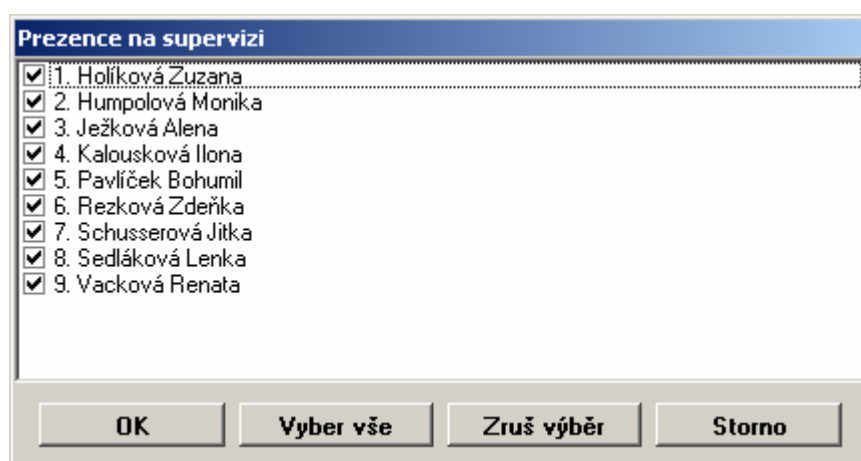 Prezence na supervizi
1. Holíková Zuzana
2. Humpolová Monika
3. Ježková Alena
4. Kalousková Ilona
5. Pavlíček Bohumil
6. Rezková Zdeňka
7. Schusserová Jitka
8. Sedláková Lenka
9. Vacková Renata
OK Vyber vše Zruš výběr Storno